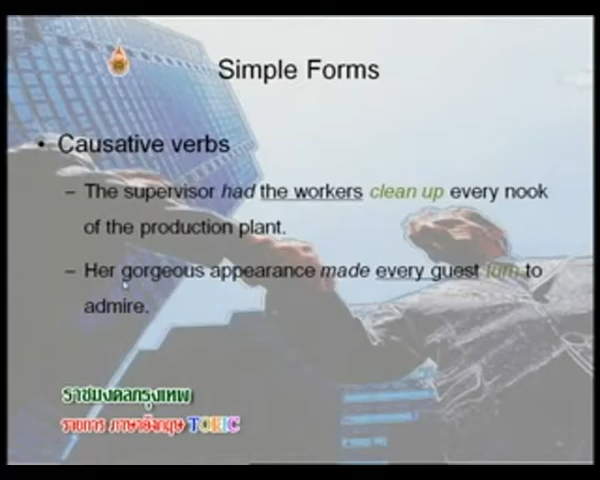 Simple Forms
• Causative verbs
– The supervisor had the workers clean up every nook
of the production plant.
– Her gorgeous appearance made every guest turn to
admire.
ราชมงคลกรุงเทพ
รายการ ภาษาอังกฤษ TOEIC